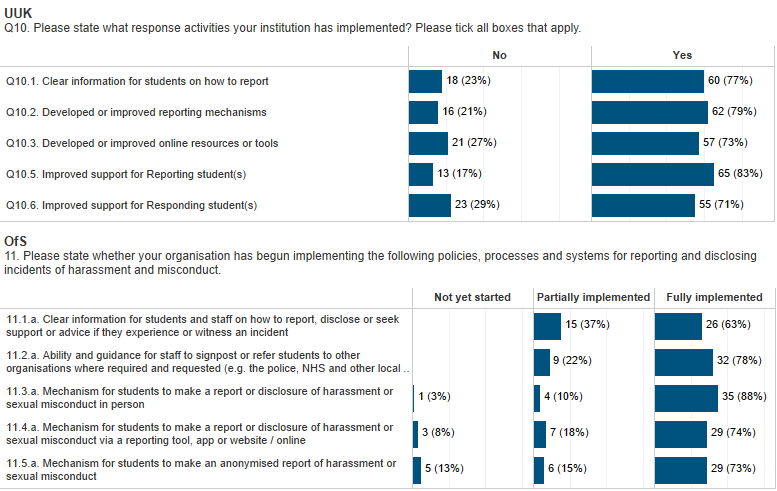 UUK
Q10. Please state what response activities your institution has implemented? Please tick all boxes that apply.
No Yes
Q10.1. Clear information for students on how to report 18 (23%) 60 (77%)
Q10.2. Developed or improved reporting mechanisms 16 (21%) 62 (79%)
Q10.3. Developed or improved online resources or tools 21 (27%) 57 (73%)
Q10.5. Improved support for Reporting student(s) 13 (17%) 65 (83%)
Q10.6. Improved support for Responding student(s) 23 (29%) 55 (71%)
OfS
11. Please state whether your organisation has begun implementing the following policies, processes and systems for reporting and disclosing
incidents of harassment and misconduct.
Not yet started Partially implemented Fully implemented
11.1.a. Clear information for students and staff on how to report, disclose or seek
support or advice if they experience or witness an incident
15 (37%) 26 (63%)
11.2.a. Ability and guidance for staff to signpost or refer students to other
organisations where required and requested (e.g. the police, NHS and other local ..
9 (22%) 32 (78%)
11.3.a. Mechanism for students to make a report or disclosure of harassment or
sexual misconduct in person
1 (3%) 4 (10%) 35 (88%)
11.4.a. Mechanism for students to make a report or disclosure of harassment or
sexual misconduct via a reporting tool, app or website / online
3 (8%) 7 (18%) 29 (74%)
11.5.a. Mechanism for students to make an anonymised report of harassment or
sexual misconduct
5 (13%) 6 (15%) 29 (73%)